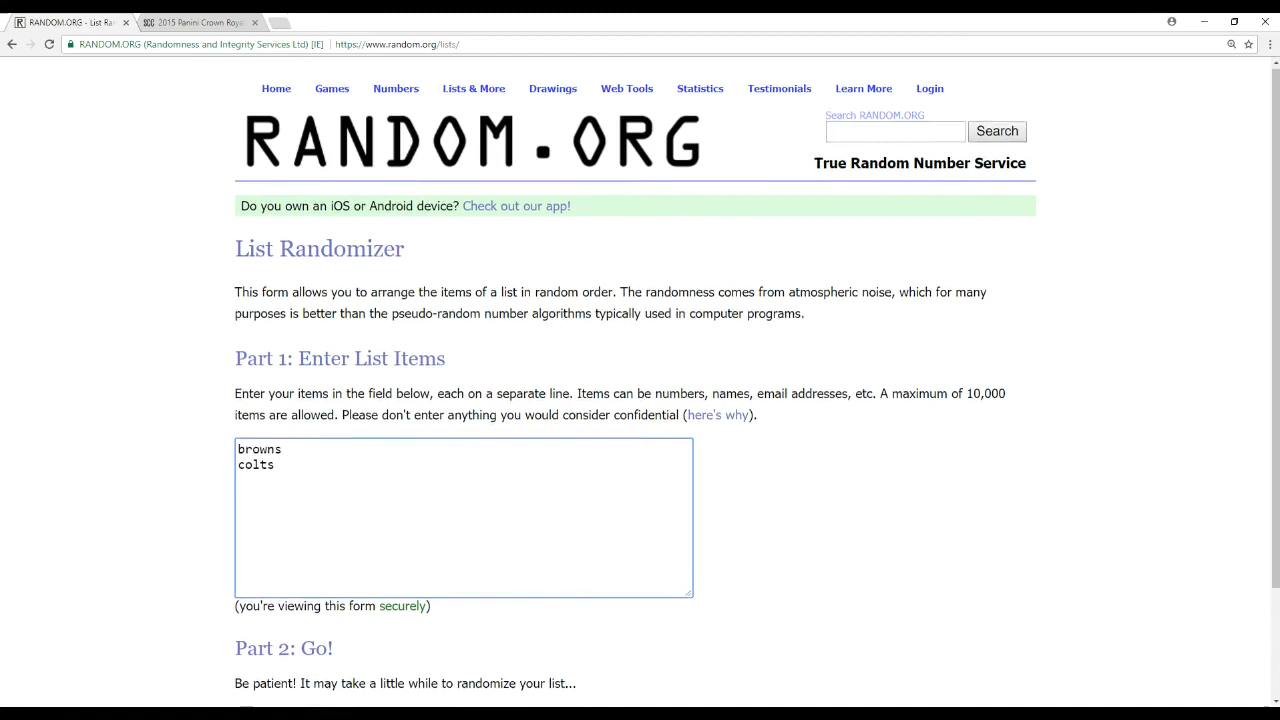 RANDOM.ORG - List Ra
2015 Panini Crown Roya
RANDOM.ORG (Randomness and Integrity Services Ltd) [IE] https://www.random.org/lists/
Home Games Numbers Lists & More Drawings Web Tools Statistics Testimonials Learn More Login
Search RANDOM.ORG
RANDOM.ORG
Search
True Random Number Service
Do you own an iOS or Android device? Check out our app!
List Randomizer
This form allows you to arrange the items of a list in random order. The randomness comes from atmospheric noise, which for many
purposes is better than the pseudo-random number algorithms typically used in computer programs.
Part 1: Enter List Items
Enter your items in the field below, each on a separate line. Items can be numbers, names, email addresses, etc. A maximum of 10,000
items are allowed. Please don't enter anything you would consider confidential (here's why).
browns
colts
(you're viewing this form securely)
Part 2: Go!
Be patient! It may take a little while to randomize your list...